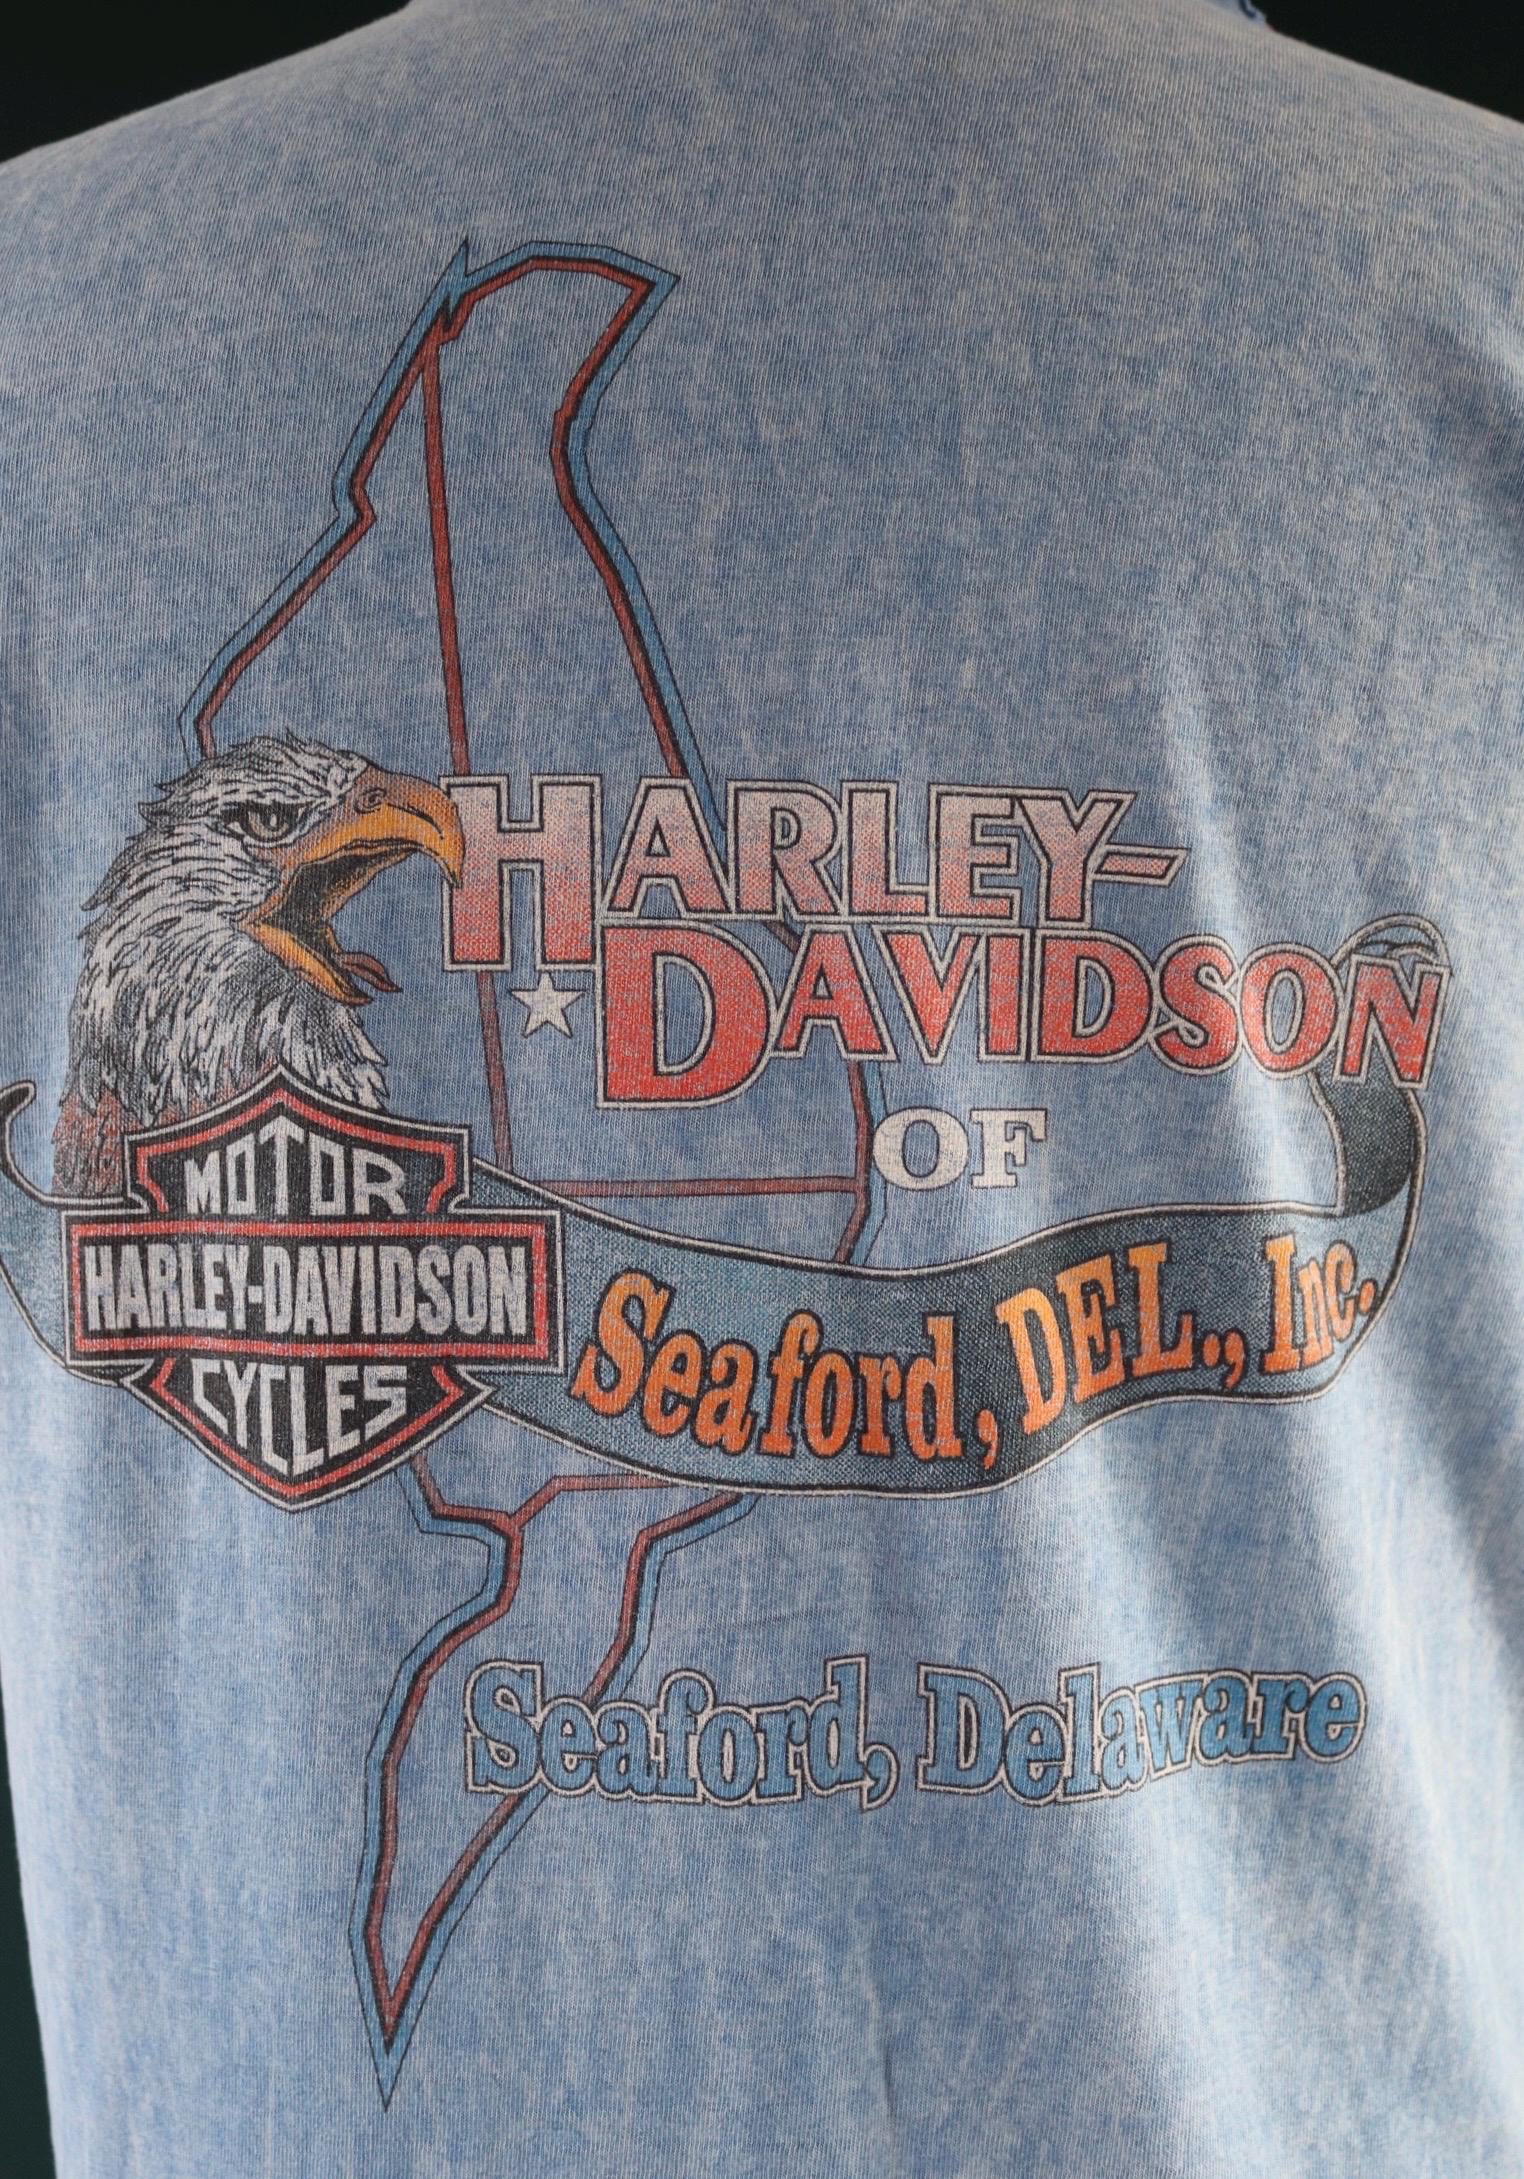 HARLEY-
DAVIDSON
OF
MOTOR
HARLEY-DAVIDSON
CYCLES
Seaford, DEL., Inc.
Seaford, Delaware